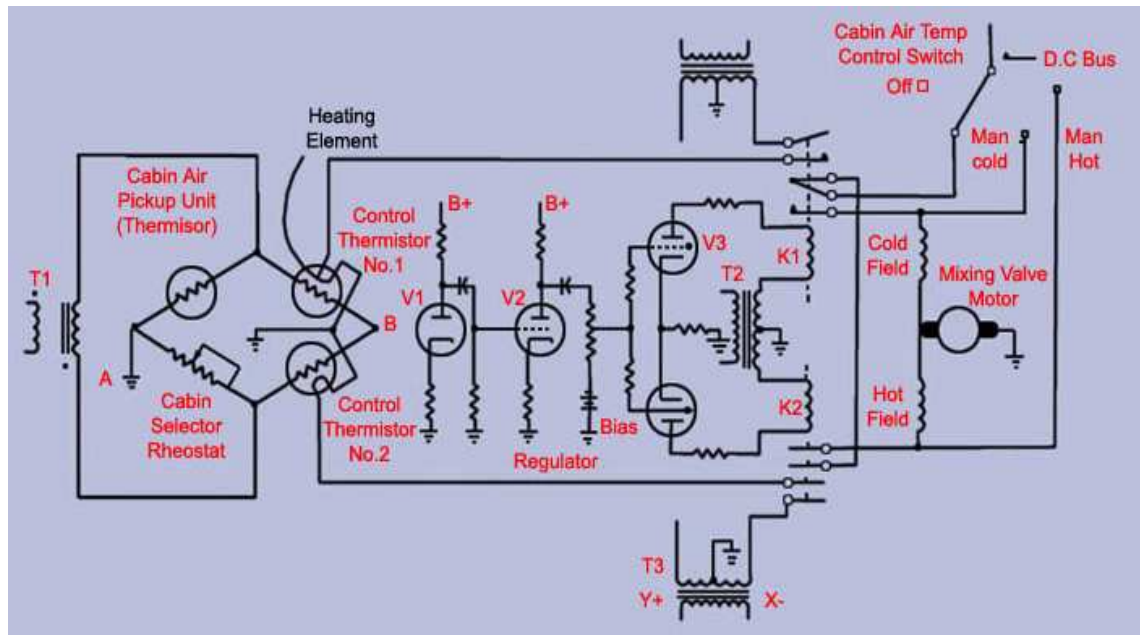 Cabin Air Temp
Control Switch
Off
D.C Bus
Man
cold
Man
Hot
Heating
Element
Cabin Air
Pickup Unit
(Thermisor)
Control
Thermistor
No.1
B+
B+
V3
T1
V1
V2
T2
K1
Cold
Field
Mixing Valve
Motor
B
A
Cabin
Selector
Rheostat
Control
Thermistor
No.2
Bias
Regulator
K2
Hot
Field
T3
Y+
X-